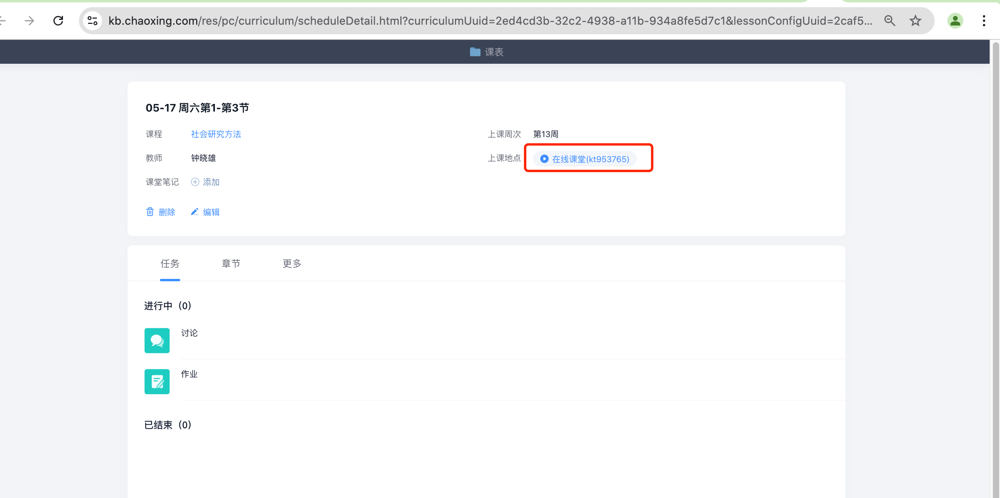 kb.chaoxing.com/res/pc/curriculum/scheduleDetail.html?curriculumUuid=2ed4cd3b-32c2-4938-a11b-934a8fe5d7c1&lessonConfigUuid=2caf5...
课表
05-17 周六第1-第3节
课程 社会研究方法 上课周次 第13周
教师 钟晓雄 上课地点 在线课堂(kt953765)
课堂笔记 添加
删除 编辑
任务 章节 更多
进行中（0）
讨论
作业
已结束（0）